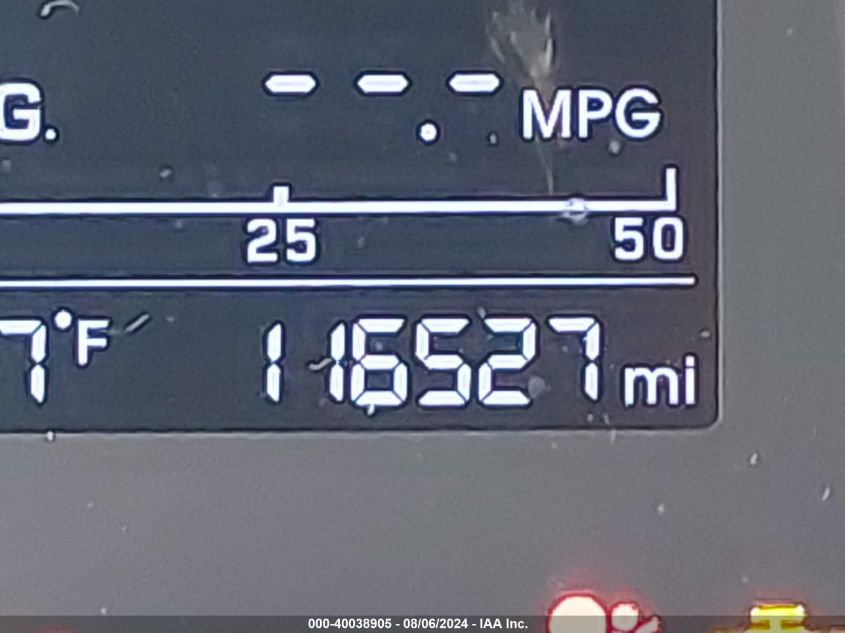 G. --.- MPG
25 50
7°F 116527 mi
000-40038905 - 08/06/2024 - IAA Inc.